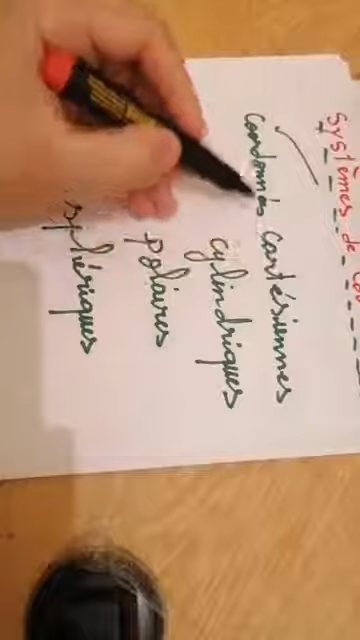 Systèmes de
Cordonnés Cartésiennes
cylindriques
polaires
sphériques